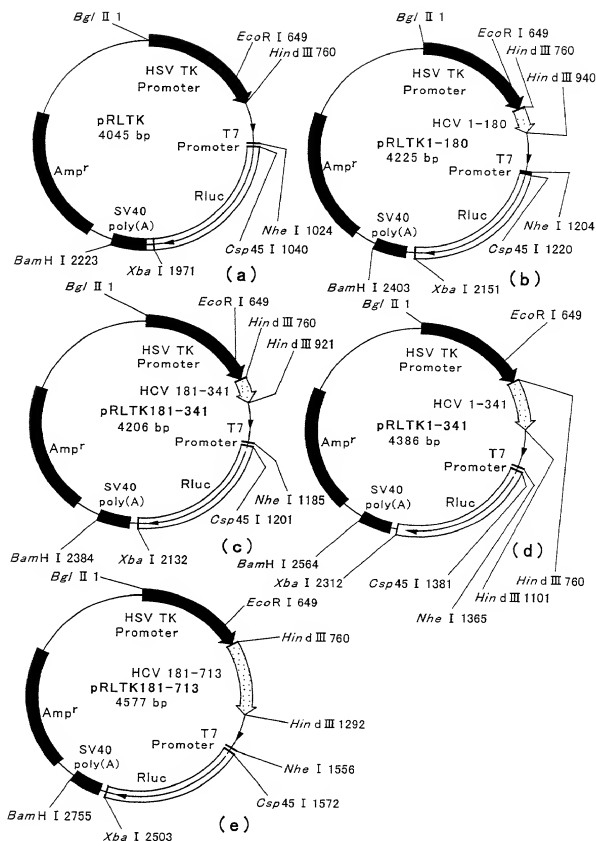 Bgl II 1
EcoR I 649
Hind III 760
HSV TK
Promoter
pRLTK
4045 bp
T7
Promoter
Ampr
Rluc
SV40
poly(A)
Nhe I 1024
Csp45 I 1040
BamH I 2223
Xba I 1971
(a)
Bgl II 1
EcoR I 649
Hind III 760
Hind III 940
HSV TK
Promoter
HCV 1-180
pRLTK1-180
4225 bp
T7
Promoter
Ampr
Rluc
SV40
poly(A)
Nhe I 1204
Csp45 I 1220
BamH I 2403
Xba I 2151
(b)
Bgl II 1
EcoR I 649
Hind III 760
Hind III 921
HSV TK
Promoter
HCV 181-341
pRLTK181-341
4206 bp
T7
Promoter
Ampr
Rluc
SV40
poly(A)
Nhe I 1185
Csp45 I 1201
BamH I 2384
Xba I 2132
(c)
Bgl II 1
EcoR I 649
HSV TK
Promoter
HCV 1-341
pRLTK1-341
4386 bp
T7
Promoter
Ampr
Rluc
SV40
poly(A)
BamH I 2564
Xba I 2312
Csp45 I 1381
Nhe I 1365
Hind III 1101
Hind III 760
(d)
Bgl II 1
EcoR I 649
HSV TK
Promoter
Hind III 760
HCV 181-713
pRLTK181-713
4577 bp
Hind III 1292
T7
Promoter
Ampr
Rluc
SV40
poly(A)
Nhe I 1556
Csp45 I 1572
BamH I 2755
Xba I 2503
(e)